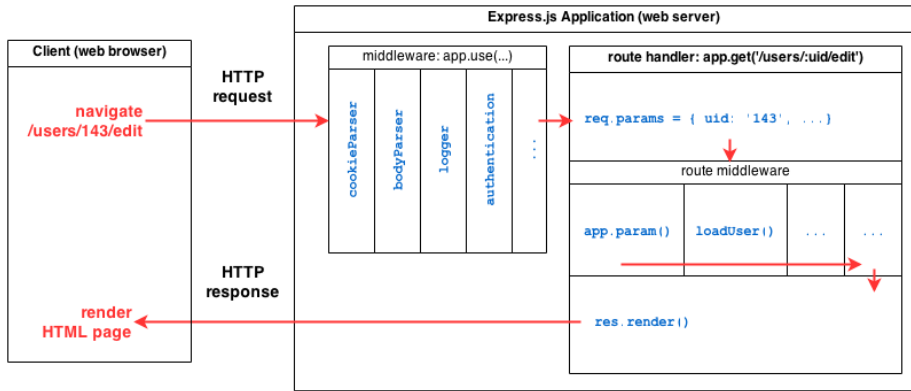 Express.js Application (web server)
Client (web browser)
middleware: app.use(...)
route handler: app.get('/users/:uid/edit')
HTTP
request
navigate
/users/143/edit
cookieParser
bodyParser
logger
authentication
...
req.params = { uid: '143', ...}
route middleware
app.param()
loadUser()
...
...
HTTP
response
render
HTML page
res.render()